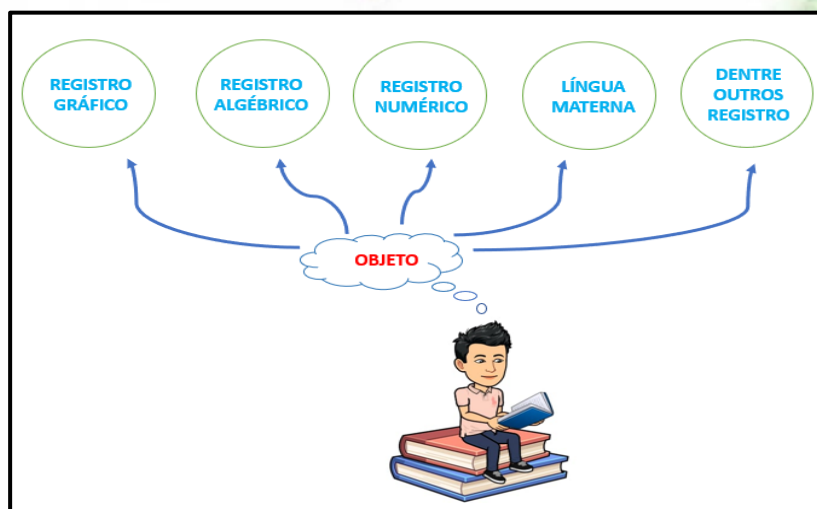 REGISTRO
GRÁFICO
REGISTRO
ALGÉBRICO
REGISTRO
NUMÉRICO
LÍNGUA
MATERNA
DENTRE
OUTROS
REGISTRO
OBJETO